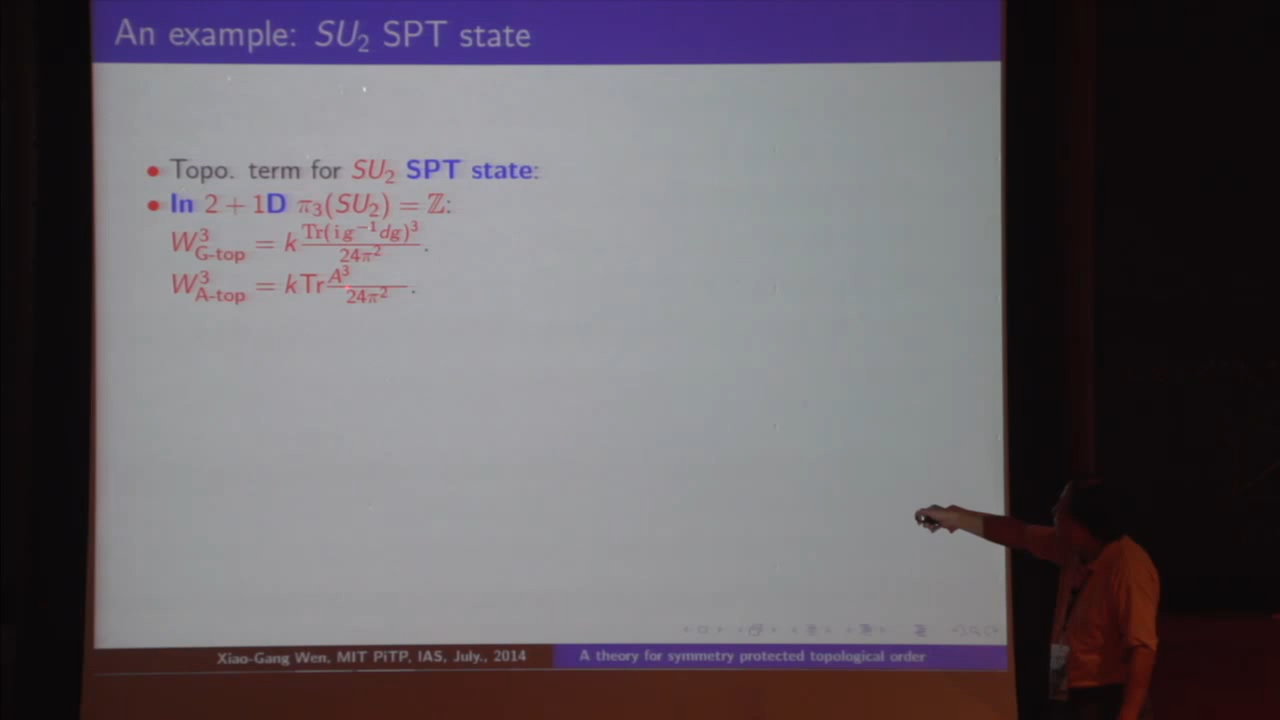 An example: SU₂ SPT state
• Topo. term for SU₂ SPT state:
• In 2 + 1D π₃(SU₂) = ℤ:
W³_G-top = k Tr(i g⁻¹dg)³ / 24π².
W³_A-top = k Tr A³ / 24π².
Xiao-Gang Wen, MIT PiTP, IAS, July., 2014
A theory for symmetry protected topological order